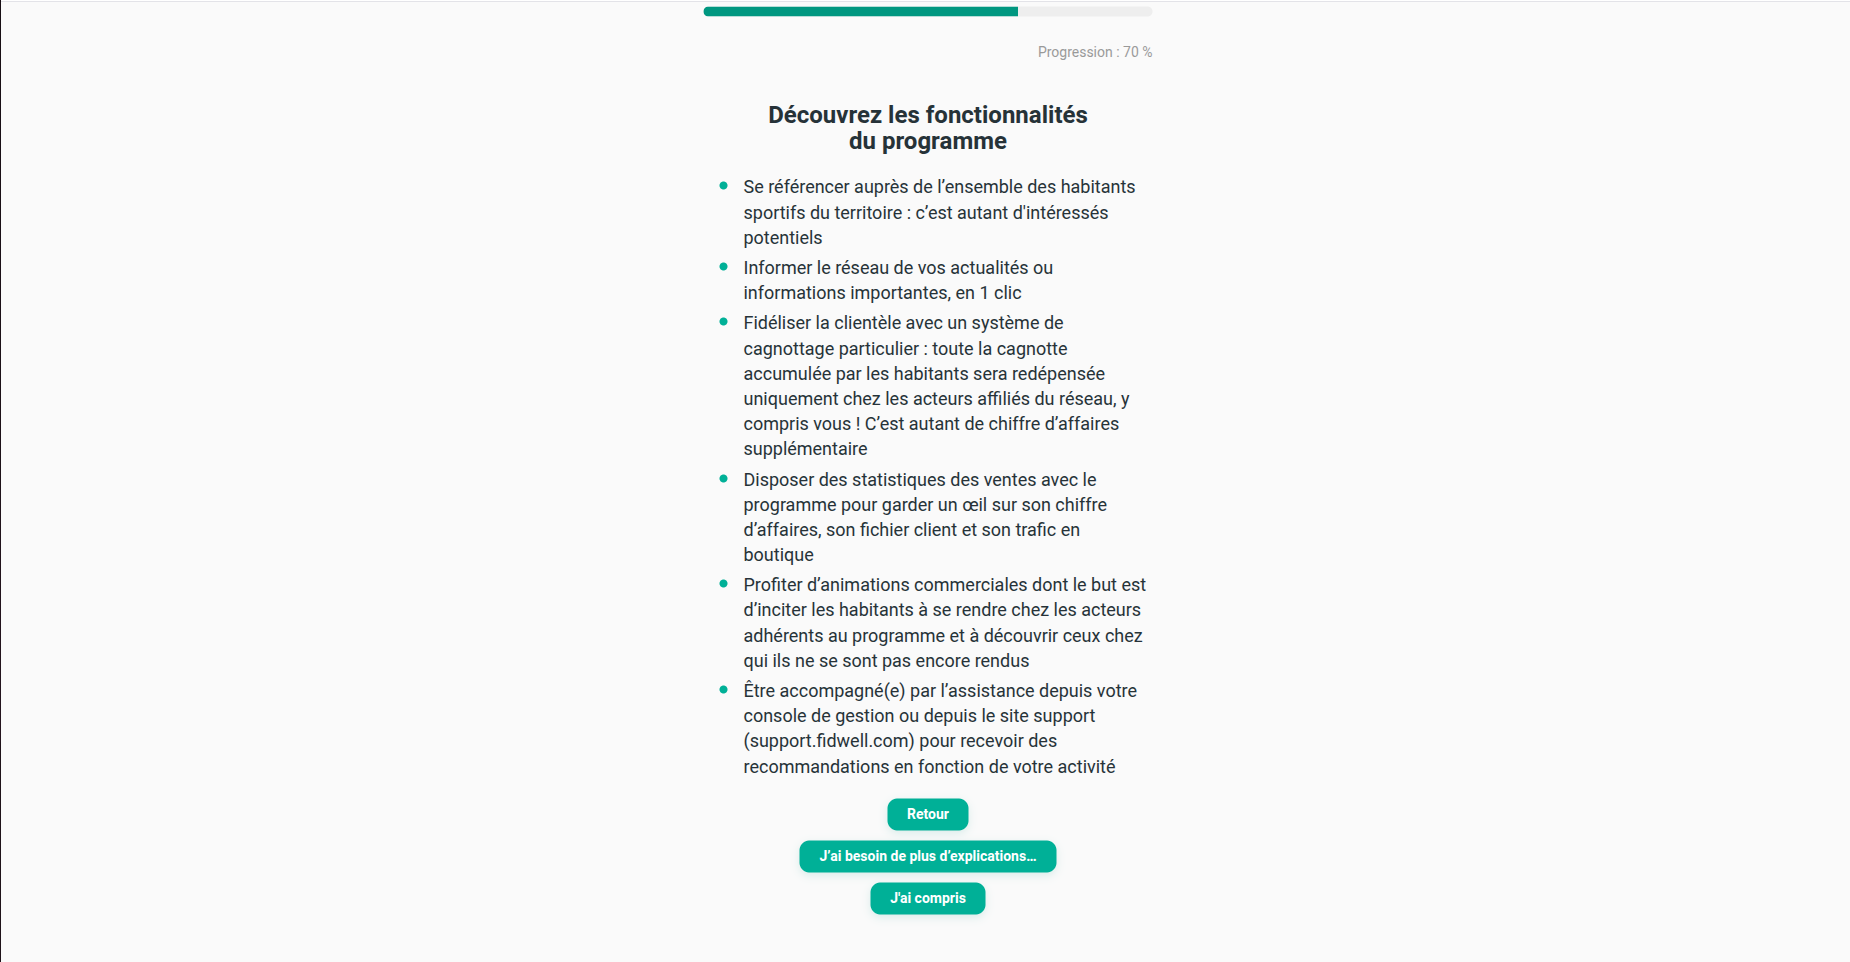 Progression : 70 %
Découvrez les fonctionnalités
du programme
Se référencer auprès de l’ensemble des habitants
sportifs du territoire : c’est autant d'intéressés
potentiels
Informer le réseau de vos actualités ou
informations importantes, en 1 clic
Fidéliser la clientèle avec un système de
cagnottage particulier : toute la cagnotte
accumulée par les habitants sera redépensée
uniquement chez les acteurs affiliés du réseau, y
compris vous ! C’est autant de chiffre d’affaires
supplémentaire
Disposer des statistiques des ventes avec le
programme pour garder un œil sur son chiffre
d’affaires, son fichier client et son trafic en
boutique
Profiter d’animations commerciales dont le but est
d’inciter les habitants à se rendre chez les acteurs
adhérents au programme et à découvrir ceux chez
qui ils ne se sont pas encore rendus
Être accompagné(e) par l’assistance depuis votre
console de gestion ou depuis le site support
(support.fidwell.com) pour recevoir des
recommandations en fonction de votre activité
Retour
J’ai besoin de plus d’explications...
J'ai compris